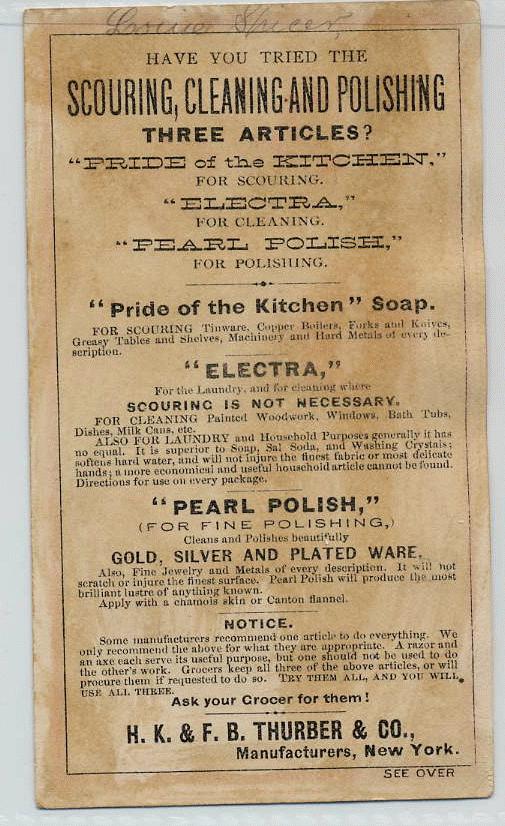 Louise Spicer,
HAVE YOU TRIED THE
SCOURING, CLEANING AND POLISHING
THREE ARTICLES?
"PRIDE of the KITCHEN,"
FOR SCOURING.
"ELECTRA,"
FOR CLEANING.
"PEARL POLISH,"
FOR POLISHING.
"Pride of the Kitchen" Soap.
FOR SCOURING Tinware, Copper Boilers, Forks and Knives,
Greasy Tables and Shelves, Machinery and Hard Metals of every de-
scription.
"ELECTRA,"
For the Laundry, and for cleaning where
SCOURING IS NOT NECESSARY.
FOR CLEANING Painted Woodwork, Windows, Bath Tubs,
Dishes, Milk Cans, etc.
ALSO FOR LAUNDRY and Household Purposes generally it has
no equal. It is superior to Soap, Sal Soda, and Washing Crystals;
softens hard water, and will not injure the finest fabric or most delicate
hands; a more economical and useful household article cannot be found.
Directions for use on every package.
"PEARL POLISH,"
(FOR FINE POLISHING,)
Cleans and Polishes beautifully
GOLD, SILVER AND PLATED WARE.
Also, Fine Jewelry and Metals of every description. It will not
scratch or injure the finest surface. Pearl Polish will produce the most
brilliant lustre of anything known.
Apply with a chamois skin or Canton flannel.
NOTICE.
Some manufacturers recommend one article to do everything. We
only recommend the above for what they are appropriate. A razor and
an axe each serve its useful purpose, but one should not be used to do
the other's work. Grocers keep all three of the above articles, or will
procure them if requested to do so. TRY THEM ALL, AND YOU WILL
USE ALL THREE.
Ask your Grocer for them!
H. K. & F. B. THURBER & CO.,
Manufacturers, New York.
SEE OVER